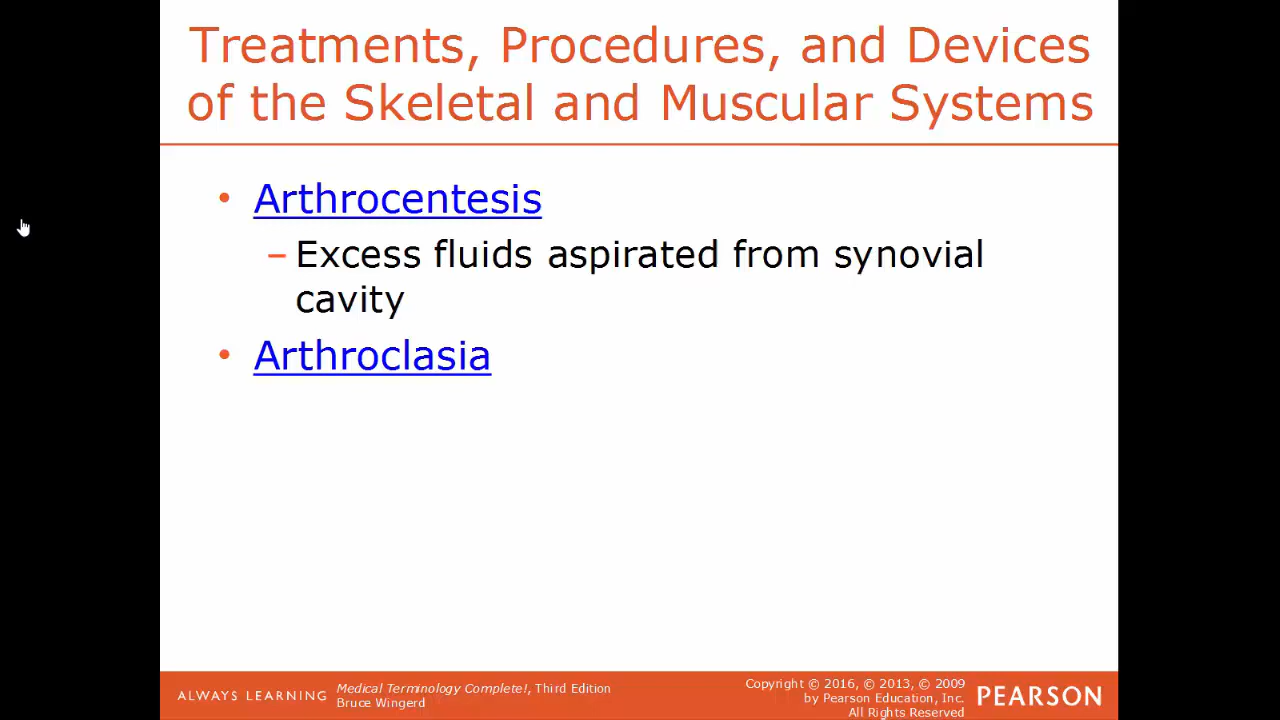 Treatments, Procedures, and Devices
of the Skeletal and Muscular Systems
• Arthrocentesis
– Excess fluids aspirated from synovial
cavity
• Arthroclasia
ALWAYS LEARNING
Medical Terminology Complete!, Third Edition
Bruce Wingerd
Copyright © 2016, © 2013, © 2009
by Pearson Education, Inc.
All Rights Reserved
PEARSON